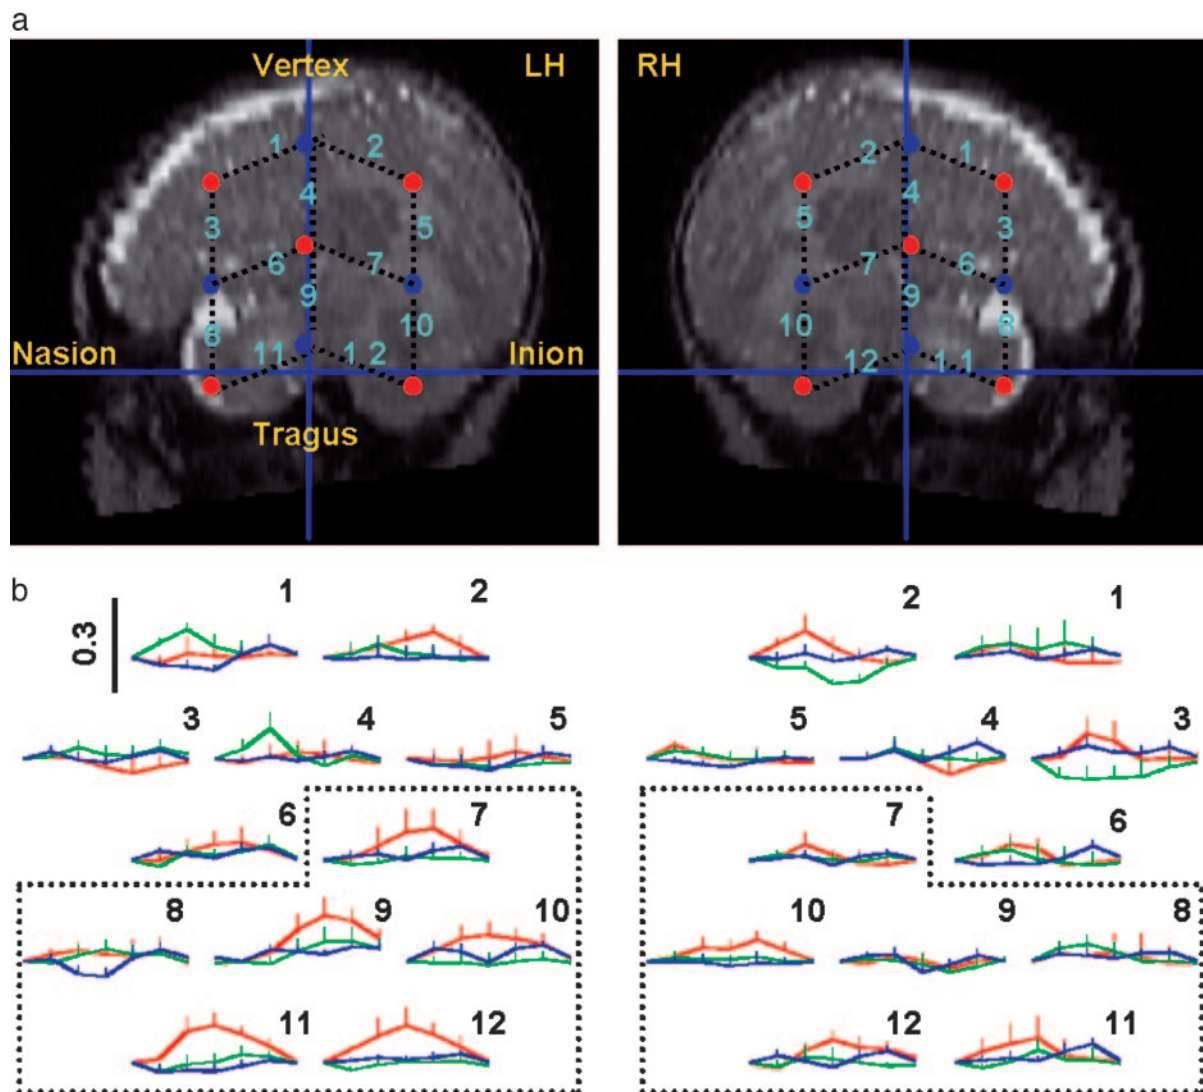 a
Vertex LH RH
1 2 2 1
4 4
3 5 5 3
6 7 7 6
9 9
8 10 10 8
Nasion 11 1 2 Inion 12 1 1
Tragus
b
0.3
1 2 2 1
3 4 5 5 4 3
6 7 7 6
8 9 10 10 9 8
11 12 12 11